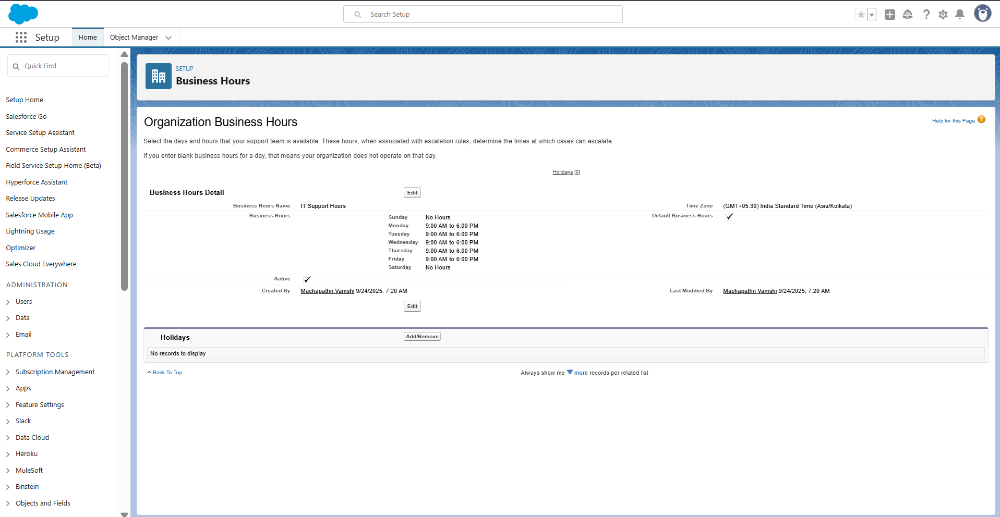 Search Setup
Setup
Home
Object Manager
Quick Find
Setup Home
Salesforce Go
Service Setup Assistant
Commerce Setup Assistant
Field Service Setup Home (Beta)
Hyperforce Assistant
Release Updates
Salesforce Mobile App
Lightning Usage
Optimizer
Sales Cloud Everywhere
ADMINISTRATION
Users
Data
Email
PLATFORM TOOLS
Subscription Management
Apps
Feature Settings
Slack
Data Cloud
Heroku
MuleSoft
Einstein
Objects and Fields
SETUP
Business Hours
Organization Business Hours
Help for this Page ?
Select the days and hours that your support team is available. These hours, when associated with escalation rules, determine the times at which cases can escalate.
If you enter blank business hours for a day, that means your organization does not operate on that day.
Holidays [0]
Business Hours Detail Edit
Business Hours Name IT Support Hours Time Zone (GMT+05:30) India Standard Time (Asia/Kolkata)
Business Hours Default Business Hours
Sunday No Hours
Monday 9:00 AM to 6:00 PM
Tuesday 9:00 AM to 6:00 PM
Wednesday 9:00 AM to 6:00 PM
Thursday 9:00 AM to 6:00 PM
Friday 9:00 AM to 6:00 PM
Saturday No Hours
Active
Created By Machapathri Vamshi 9/24/2025, 7:20 AM Last Modified By Machapathri Vamshi 9/24/2025, 7:20 AM
Edit
Holidays Add/Remove
No records to display
Back To Top Always show me more records per related list